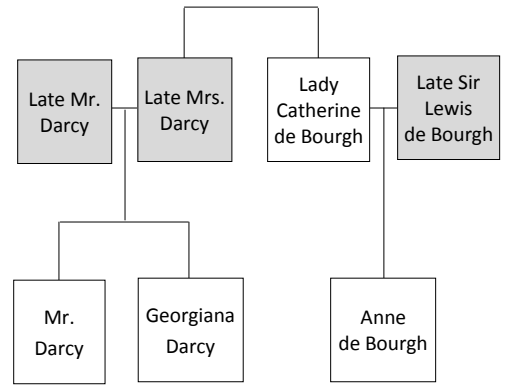 Late Mr.
Darcy
Late Mrs.
Darcy
Lady
Catherine
de Bourgh
Late Sir
Lewis
de Bourgh
Mr.
Darcy
Georgiana
Darcy
Anne
de Bourgh